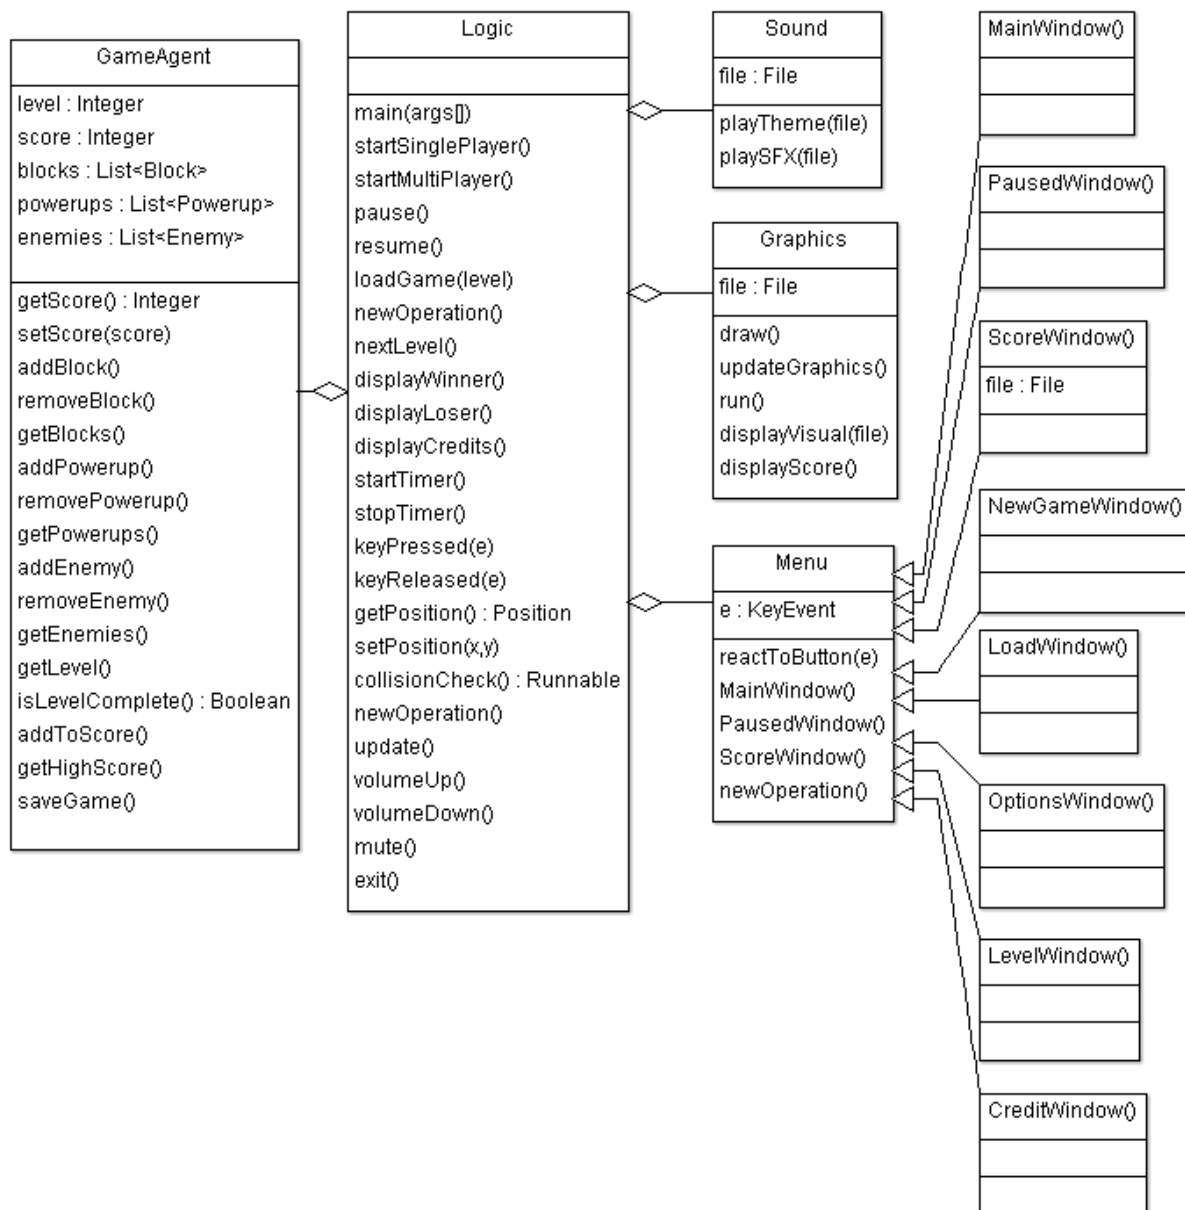 GameAgent
level : Integer
score : Integer
blocks : List<Block>
powerups : List<Powerup>
enemies : List<Enemy>
getScore() : Integer
setScore(score)
addBlock()
removeBlock()
getBlocks()
addPowerup()
removePowerup()
getPowerups()
addEnemy()
removeEnemy()
getEnemies()
getLevel()
isLevelComplete() : Boolean
addToScore()
getHighScore()
saveGame()
Logic
main(args[])
startSinglePlayer()
startMultiPlayer()
pause()
resume()
loadGame(level)
newOperation()
nextLevel()
displayWinner()
displayLoser()
displayCredits()
startTimer()
stopTimer()
keyPressed(e)
keyReleased(e)
getPosition() : Position
setPosition(x,y)
collisionCheck() : Runnable
newOperation()
update()
volumeUp()
volumeDown()
mute()
exit()
Sound
file : File
playTheme(file)
playSFX(file)
Graphics
file : File
draw()
updateGraphics()
run()
displayVisual(file)
displayScore()
Menu
e : KeyEvent
reactToButton(e)
MainWindow()
PausedWindow()
ScoreWindow()
newOperation()
MainWindow()
PausedWindow()
ScoreWindow()
file : File
NewGameWindow()
LoadWindow()
OptionsWindow()
LevelWindow()
CreditWindow()